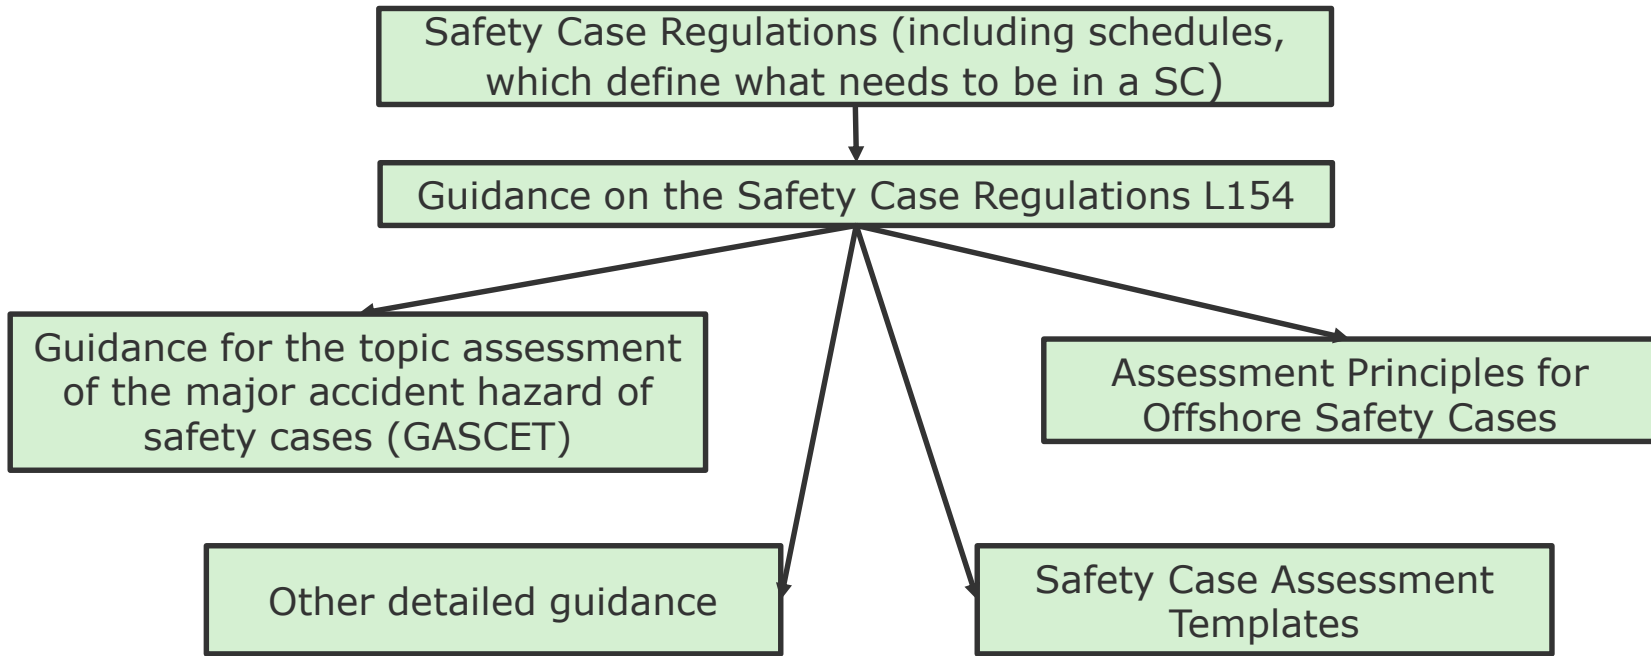 Safety Case Regulations (including schedules,
which define what needs to be in a SC)
Guidance on the Safety Case Regulations L154
Guidance for the topic assessment
of the major accident hazard of
safety cases (GASCET)
Assessment Principles for
Offshore Safety Cases
Other detailed guidance
Safety Case Assessment
Templates